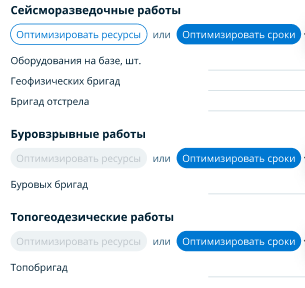 Сейсморазведочные работы
Оптимизировать ресурсы или Оптимизировать сроки
Оборудования на базе, шт.
Геофизических бригад
Бригад отстрела
Буровзрывные работы
Оптимизировать ресурсы или Оптимизировать сроки
Буровых бригад
Топогеодезические работы
Оптимизировать ресурсы или Оптимизировать сроки
Топобригад